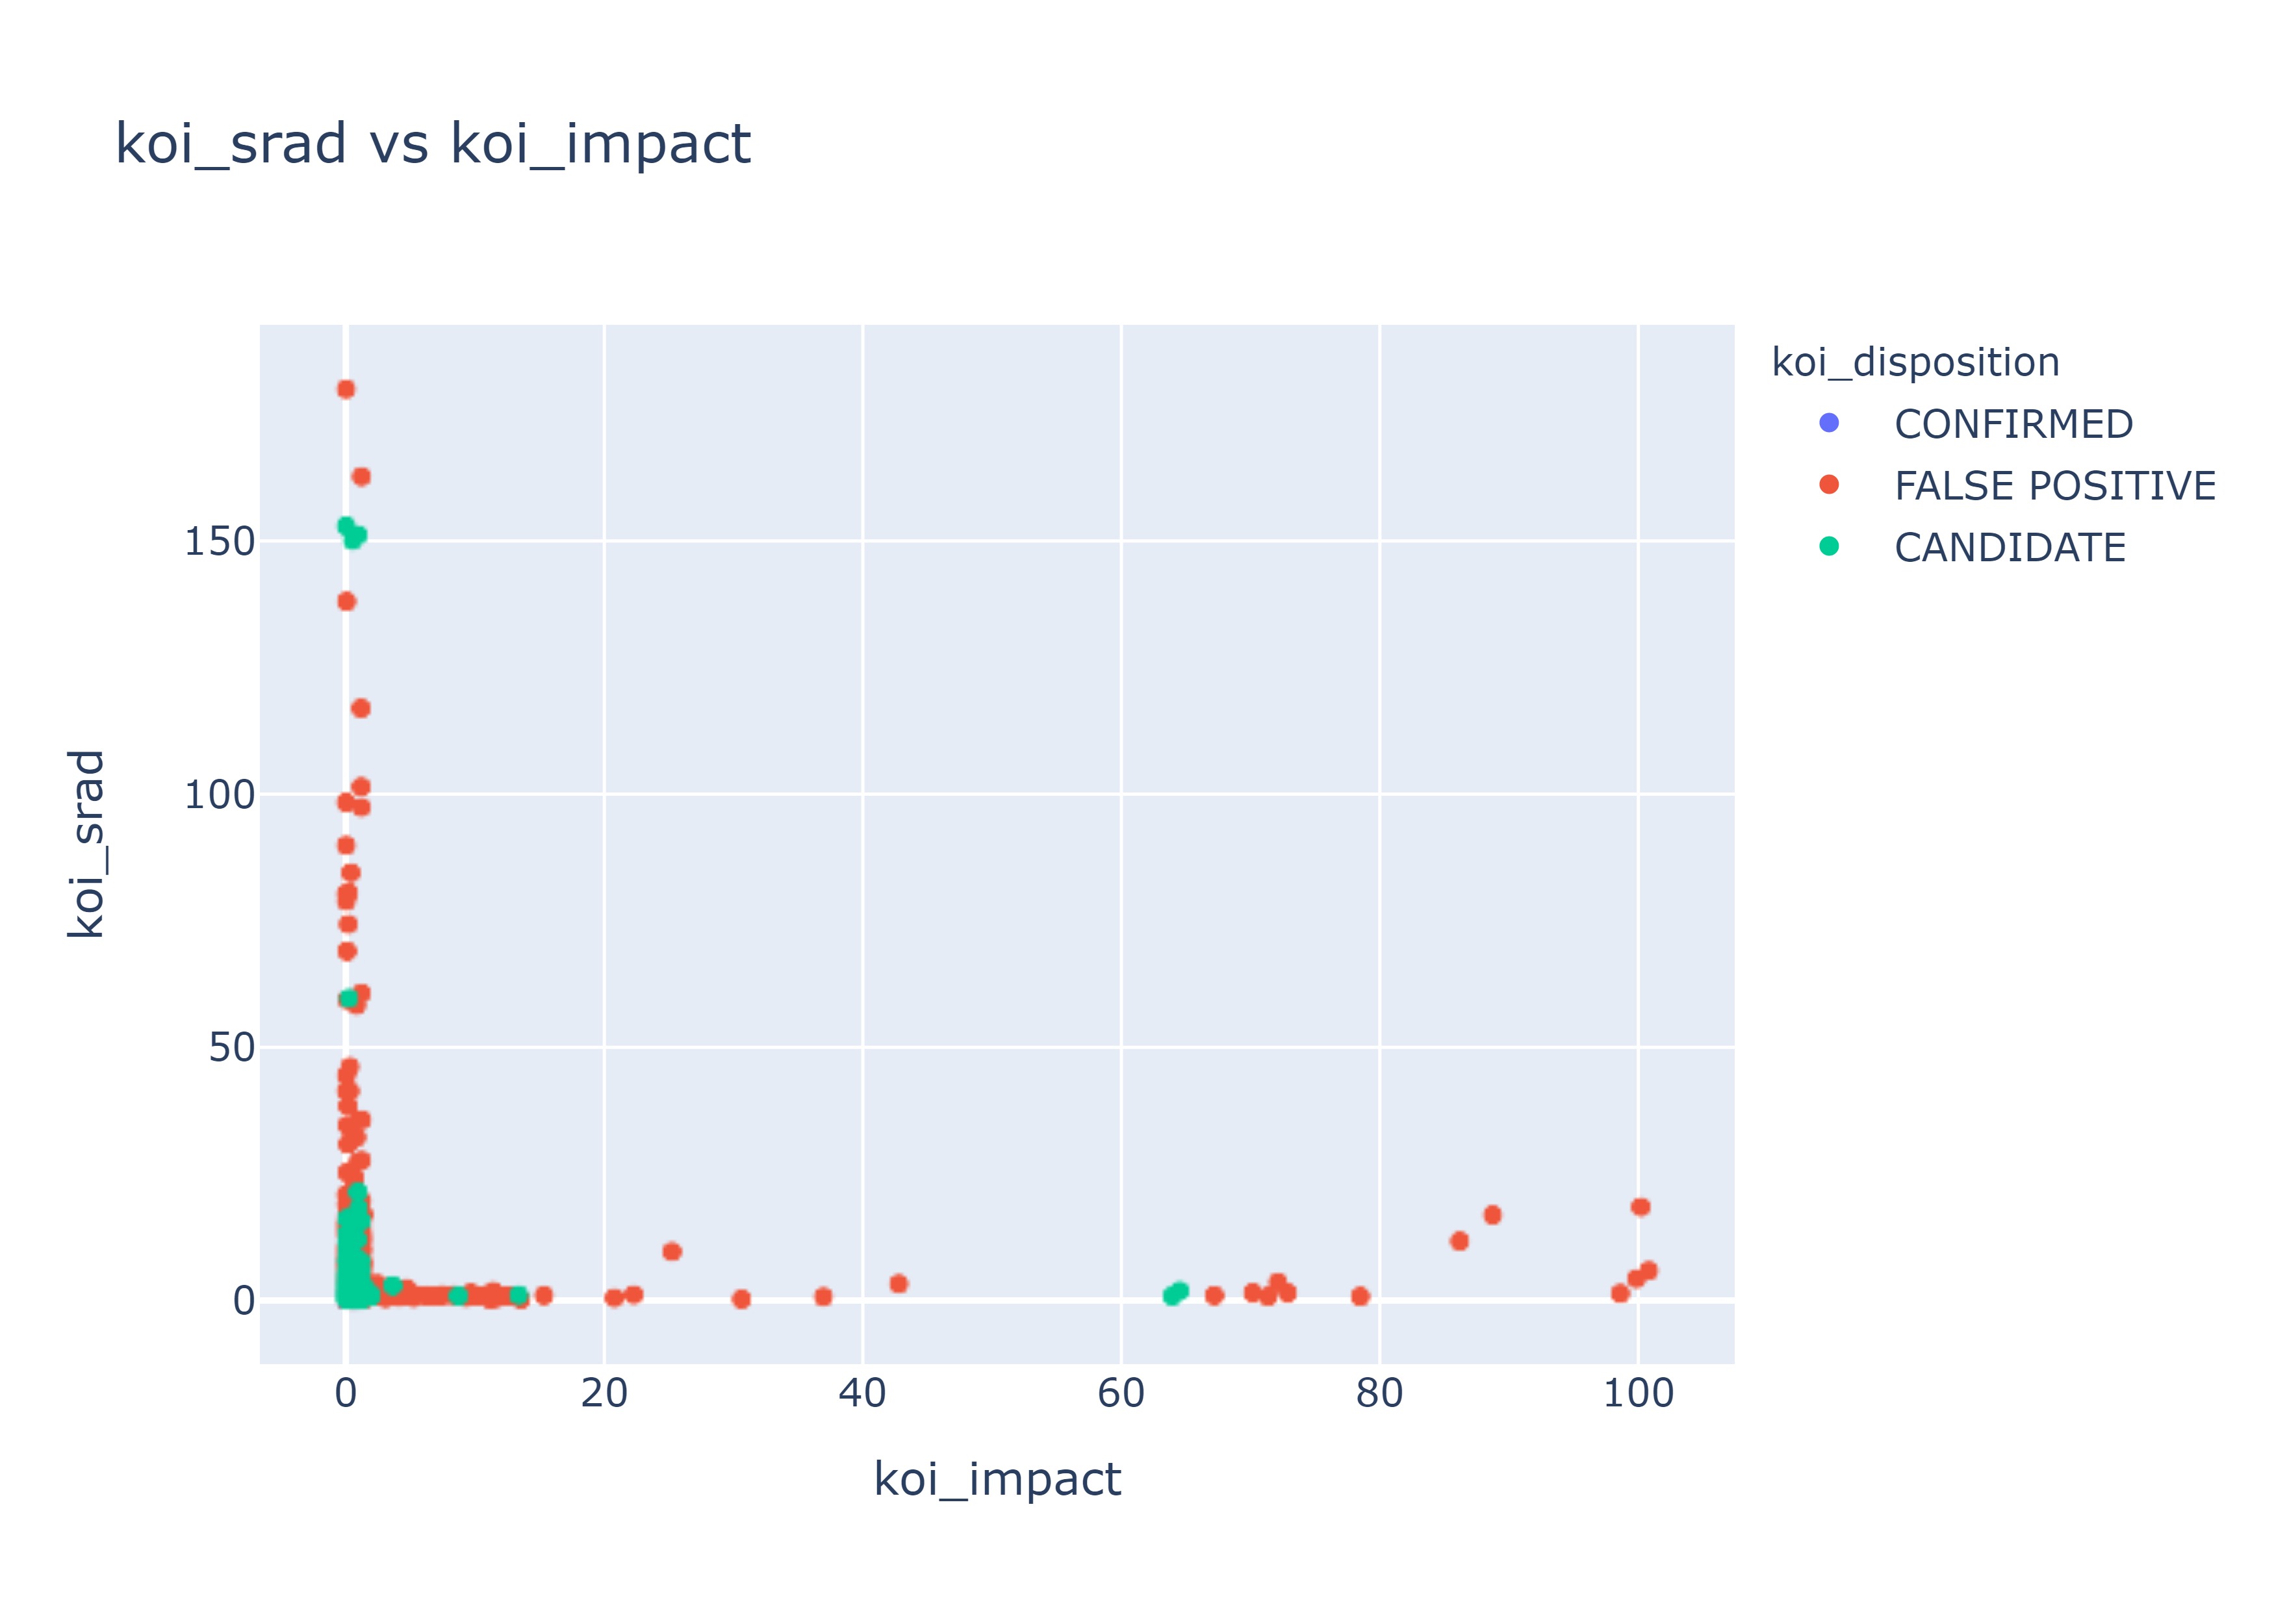 koi_srad vs koi_impact
koi_disposition
CONFIRMED
FALSE POSITIVE
CANDIDATE
koi_srad
150
100
50
0
0 20 40 60 80 100
koi_impact